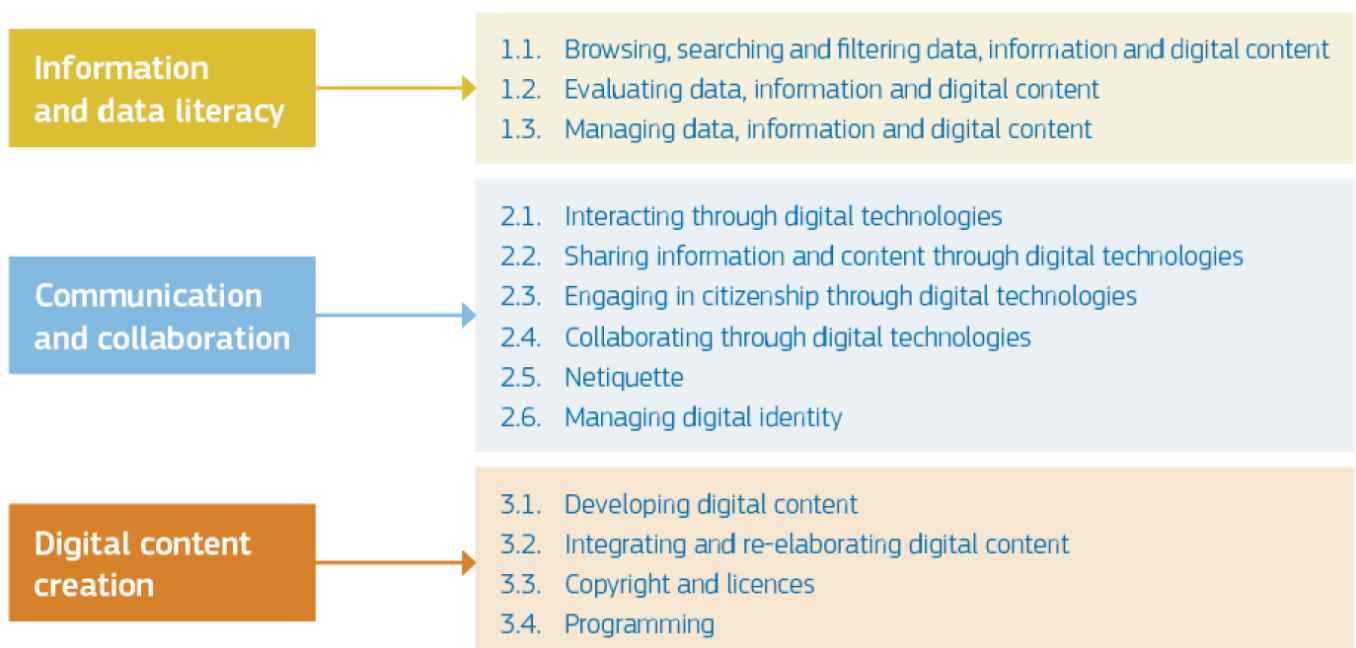 Information
and data literacy
1.1. Browsing, searching and filtering data, information and digital content
1.2. Evaluating data, information and digital content
1.3. Managing data, information and digital content
Communication
and collaboration
2.1. Interacting through digital technologies
2.2. Sharing information and content through digital technologies
2.3. Engaging in citizenship through digital technologies
2.4. Collaborating through digital technologies
2.5. Netiquette
2.6. Managing digital identity
Digital content
creation
3.1. Developing digital content
3.2. Integrating and re-elaborating digital content
3.3. Copyright and licences
3.4. Programming